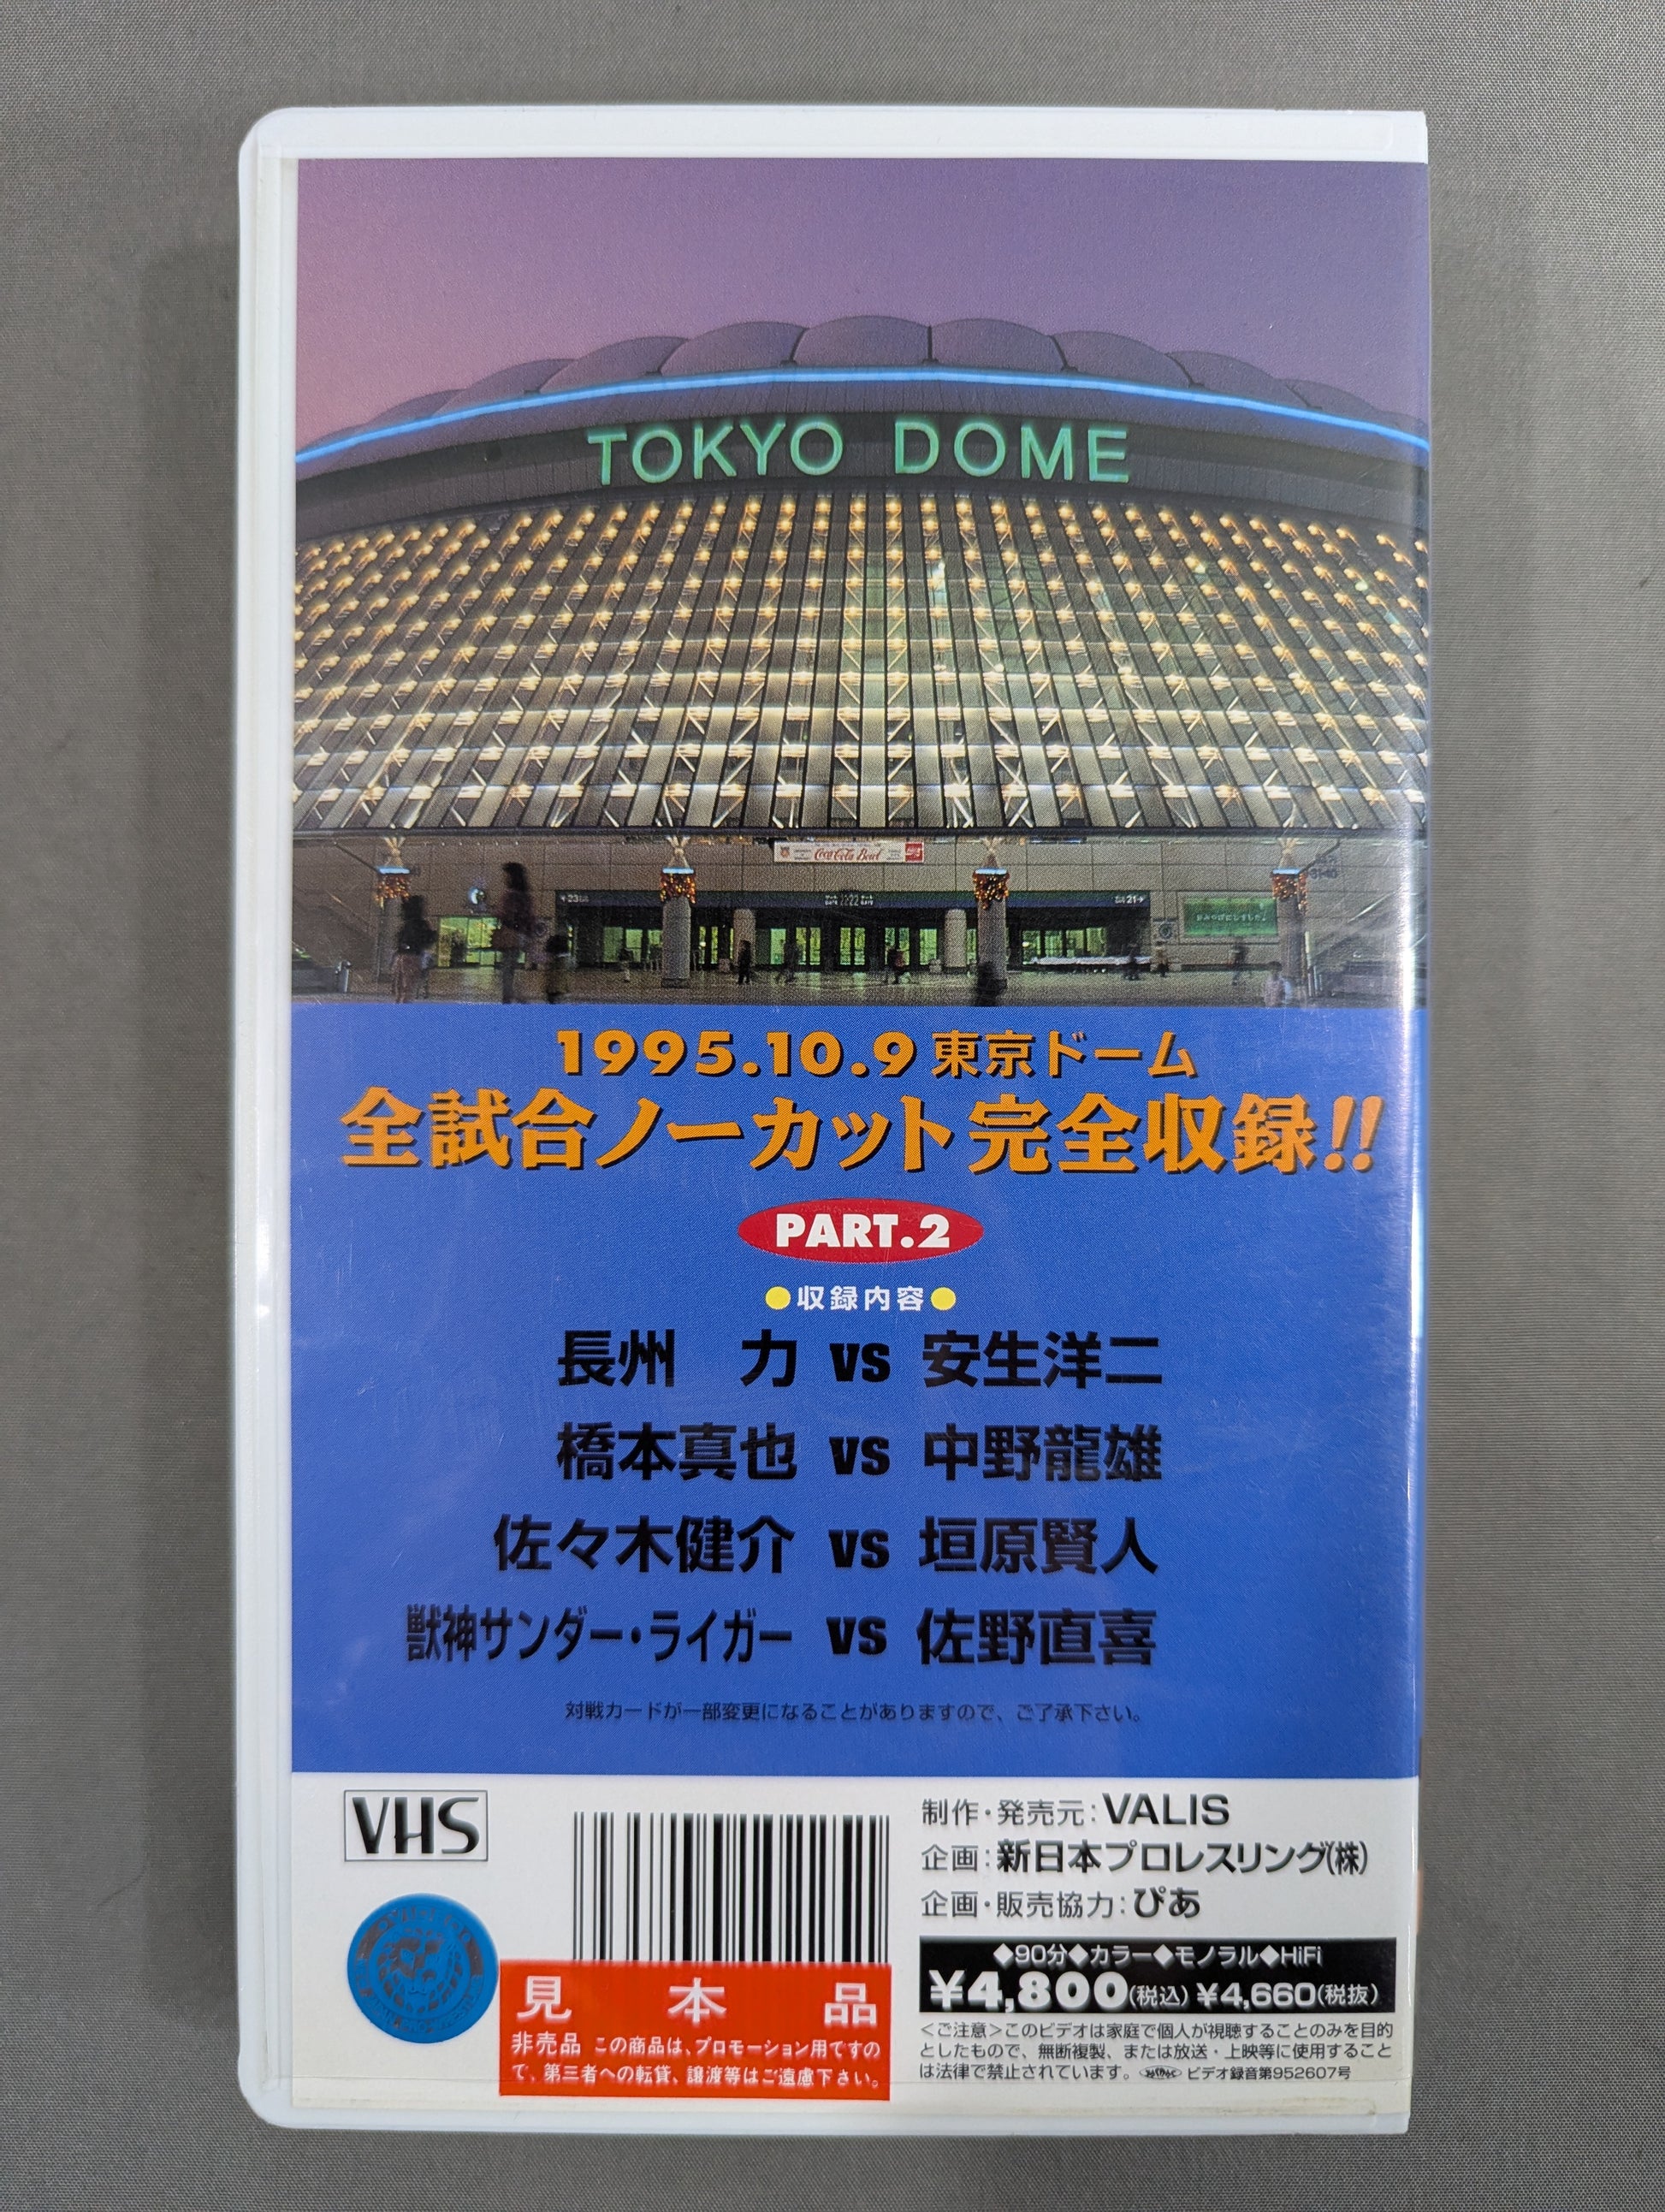 TOKYO DOME
Coca-Cola Bowl
1995.10.9 東京ドーム
全試合ノーカット完全収録!!
PART.2
●収録内容●
長州 力 VS 安生洋二
橋本真也 VS 中野龍雄
佐々木健介 VS 垣原賢人
獣神サンダー・ライガー VS 佐野直喜
対戦カードが一部変更になることがありますので、ご了承下さい。
VHS
制作・発売元：VALIS
企画：新日本プロレスリング(株)
企画・販売協力：ぴあ
◆90分◆カラー◆モノラル◆HiFi
¥4,800(税込) ¥4,660(税抜)
<ご注意>このビデオは家庭で個人が視聴することのみを目的
としたもので、無断複製、または放送・上映等に使用すること
は法律で禁止されています。 ビデオ録音第952607号
見本品
非売品 この商品は、プロモーション用ですの
で、第三者への転貸、譲渡等はご遠慮下さい。